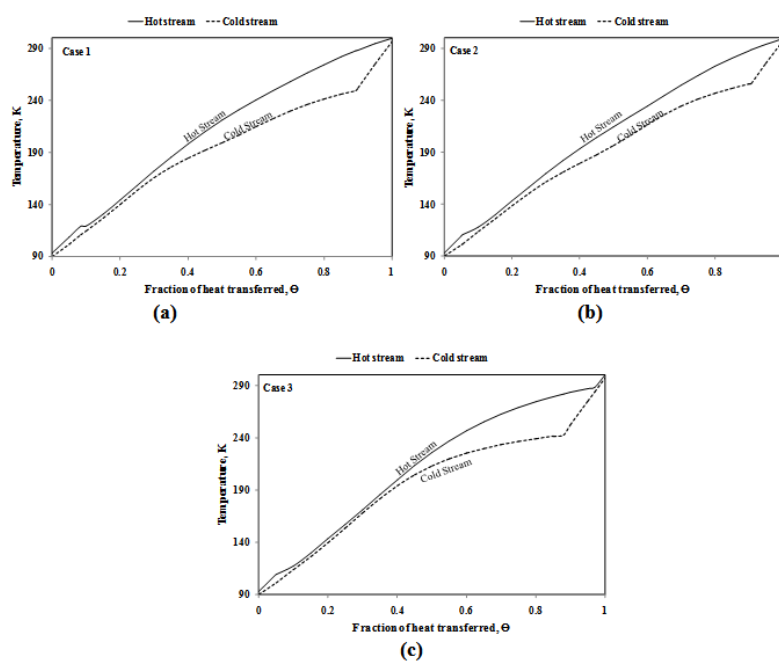 Hot stream Cold stream
Case 1
290
240
190
140
90
Temperature, K
Hot Stream
Cold Stream
0 0.2 0.4 0.6 0.8 1
Fraction of heat transferred, Θ
(a)
Hot stream Cold stream
Case 2
290
240
190
140
90
Temperature, K
Hot Stream
Cold Stream
0 0.2 0.4 0.6 0.8
Fraction of heat transferred, Θ
(b)
Hot stream Cold stream
Case 3
290
240
190
140
90
Temperature, K
Hot Stream
Cold Stream
0 0.2 0.4 0.6 0.8 1
Fraction of heat transferred, Θ
(c)